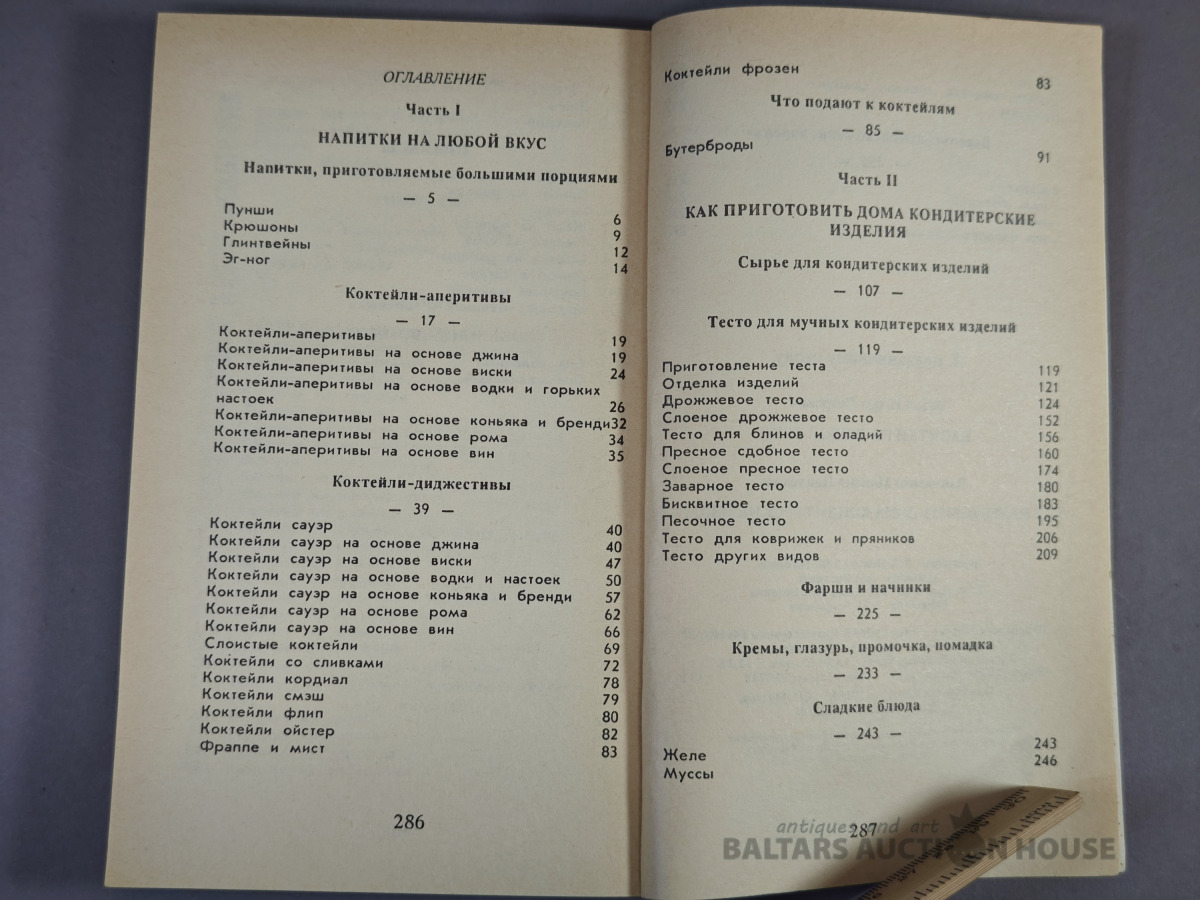 ОГЛАВЛЕНИЕ
Часть I
НАПИТКИ НА ЛЮБОЙ ВКУС
Напитки, приготовляемые большими порциями
— 5 —
Пунши 6
Крюшоны 9
Глинтвейны 12
Эг-ног 14
Коктейли-аперитивы
— 17 —
Коктейли-аперитивы 19
Коктейли-аперитивы на основе джина 19
Коктейли-аперитивы на основе виски 24
Коктейли-аперитивы на основе водки и горьких
настоек 26
Коктейли-аперитивы на основе коньяка и бренди 32
Коктейли-аперитивы на основе рома 34
Коктейли-аперитивы на основе вин 35
Коктейли-диджестивы
— 39 —
Коктейли сауэр 40
Коктейли сауэр на основе джина 40
Коктейли сауэр на основе виски 47
Коктейли сауэр на основе водки и настоек 50
Коктейли сауэр на основе коньяка и бренди 57
Коктейли сауэр на основе рома 62
Коктейли сауэр на основе вин 66
Слоистые коктейли 69
Коктейли со сливками 72
Коктейли кордиал 78
Коктейли смэш 79
Коктейли флип 80
Коктейли ойстер 82
Фраппе и мист 83
286
Коктейли фрозен 83
Что подают к коктейлям
— 85 —
Бутерброды 91
Часть II
КАК ПРИГОТОВИТЬ ДОМА КОНДИТЕРСКИЕ
ИЗДЕЛИЯ
Сырье для кондитерских изделий
— 107 —
Тесто для мучных кондитерских изделий
— 119 —
Приготовление теста 119
Отделка изделий 121
Дрожжевое тесто 124
Слоеное дрожжевое тесто 152
Тесто для блинов и оладий 156
Пресное сдобное тесто 160
Слоеное пресное тесто 174
Заварное тесто 180
Бисквитное тесто 183
Песочное тесто 195
Тесто для коврижек и пряников 206
Тесто других видов 209
Фарши и начинки
— 225 —
Кремы, глазурь, промочка, помадка
— 233 —
Сладкие блюда
— 243 —
Желе 243
Муссы 246
287
antiques and art
BALTARS AUCTION HOUSE